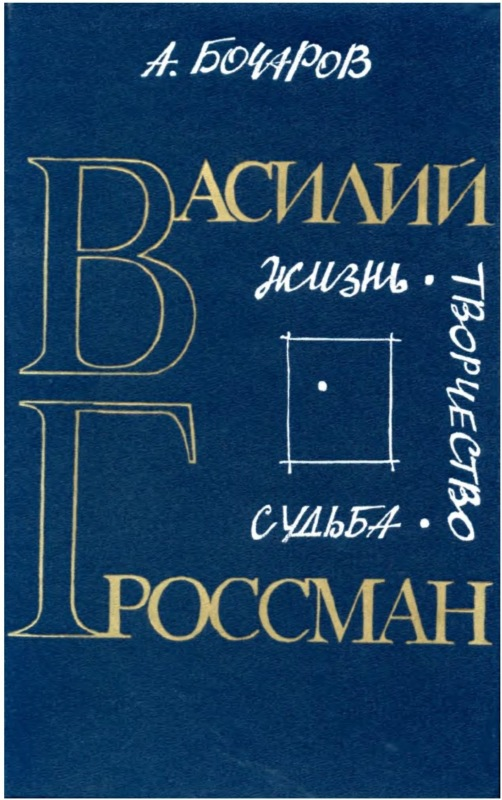 А. БОЧАРОВ
ВАСИЛИЙ
ЖИЗНЬ ·
ТВОРЧЕСТВО
СУДЬБА ·
ГРОССМАН